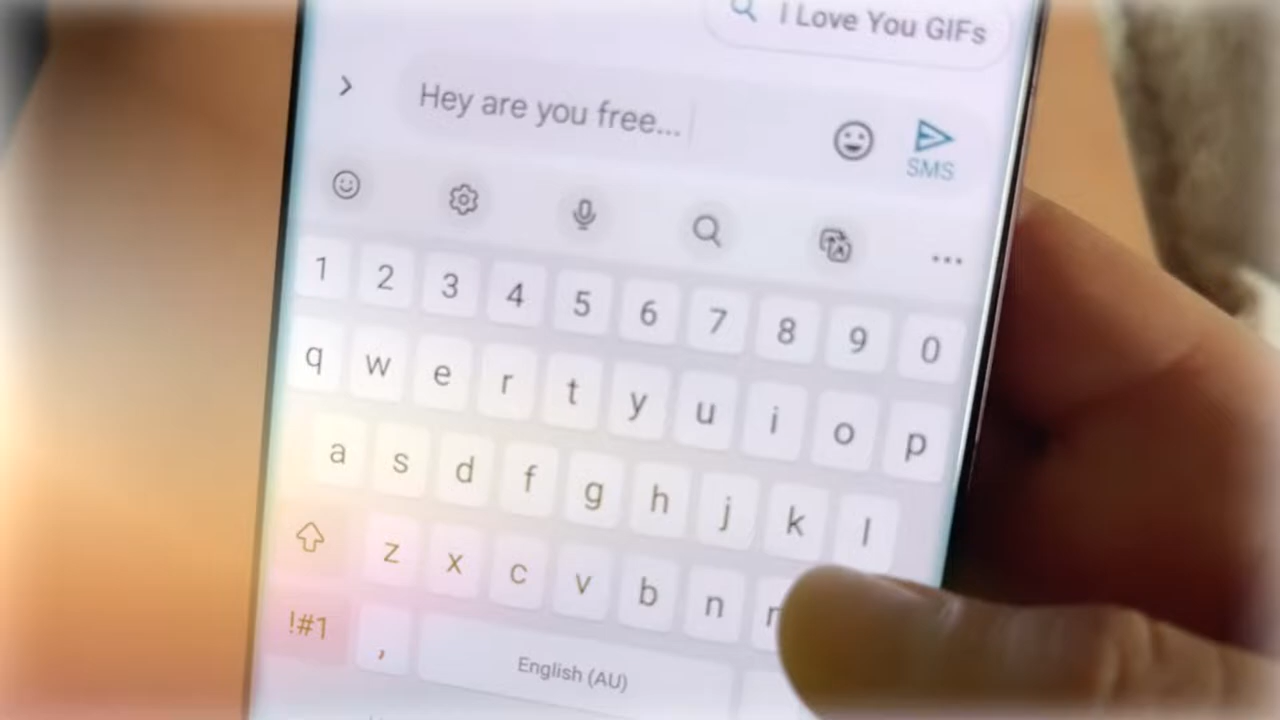 I Love You GIFs
Hey are you free...
SMS
1 2 3 4 5 6 7 8 9 0
q w e r t y u i o p
a s d f g h j k l
z x c v b n
!#1 ,
English (AU)